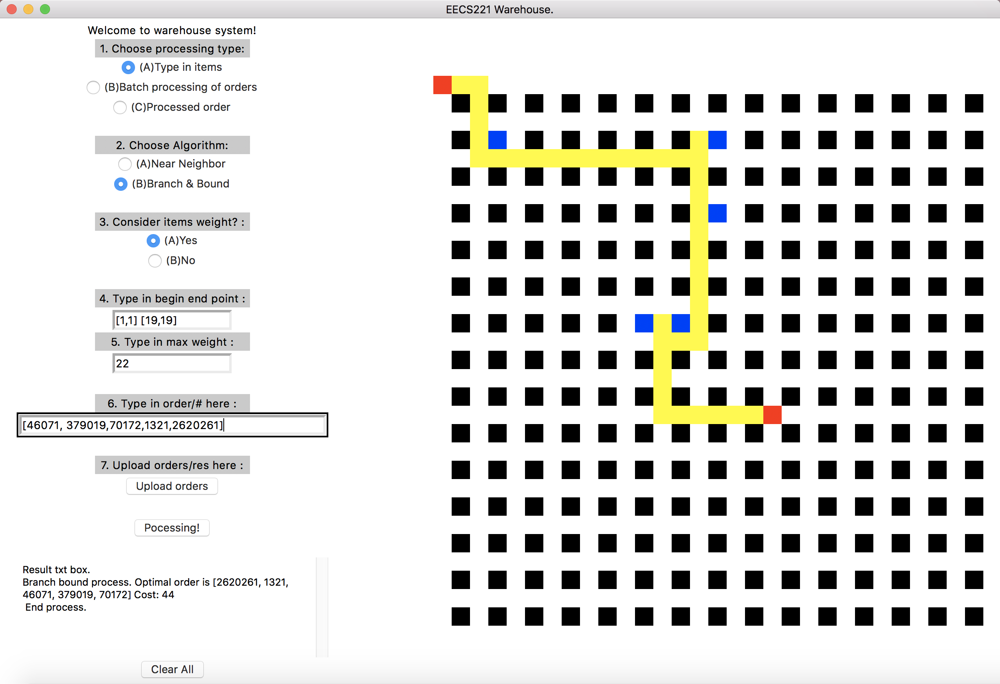 EECS221 Warehouse.
Welcome to warehouse system!
1. Choose processing type:
(A)Type in items
(B)Batch processing of orders
(C)Processed order
2. Choose Algorithm:
(A)Near Neighbor
(B)Branch & Bound
3. Consider items weight? :
(A)Yes
(B)No
4. Type in begin end point :
[1,1] [19,19]
5. Type in max weight :
22
6. Type in order/# here :
[46071, 379019,70172,1321,2620261]
7. Upload orders/res here :
Upload orders
Pocessing!
Result txt box.
Branch bound process. Optimal order is [2620261, 1321,
46071, 379019, 70172] Cost: 44
End process.
Clear All